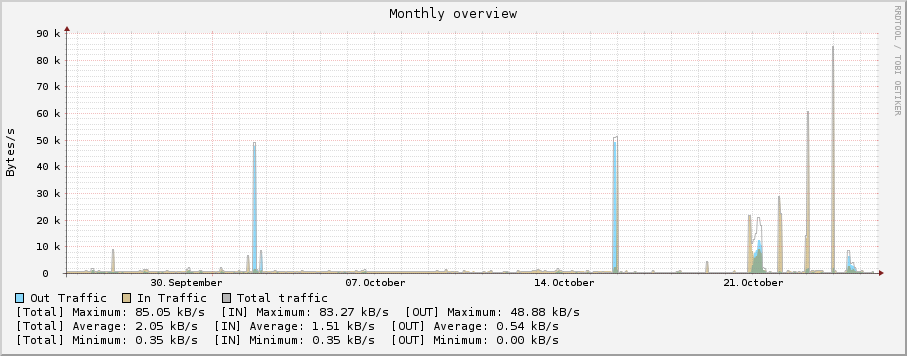 Monthly overview
RRDTOOL / TOBI OETIKER
Bytes/s
90 k
80 k
70 k
60 k
50 k
40 k
30 k
20 k
10 k
0
30.September 07.October 14.October 21.October
Out Traffic In Traffic Total traffic
[Total] Maximum: 85.05 kB/s [IN] Maximum: 83.27 kB/s [OUT] Maximum: 48.88 kB/s
[Total] Average: 2.05 kB/s [IN] Average: 1.51 kB/s [OUT] Average: 0.54 kB/s
[Total] Minimum: 0.35 kB/s [IN] Minimum: 0.35 kB/s [OUT] Minimum: 0.00 kB/s